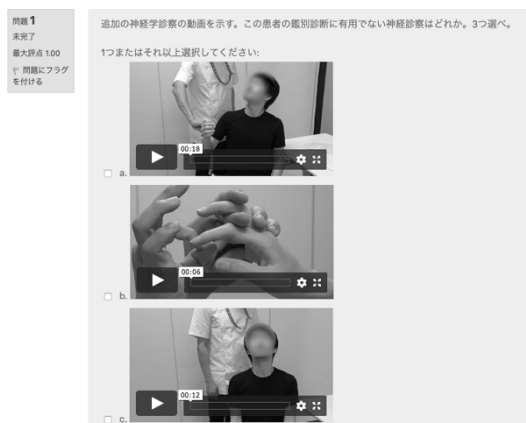 問題 1
未完了
最大評点 1.00
問題にフラグ
を付ける
追加の神経学診察の動画を示す。この患者の鑑別診断に有用でない神経診察はどれか。3つ選べ。
1つまたはそれ以上選択してください:
00:18
a.
00:06
b.
00:12
c.